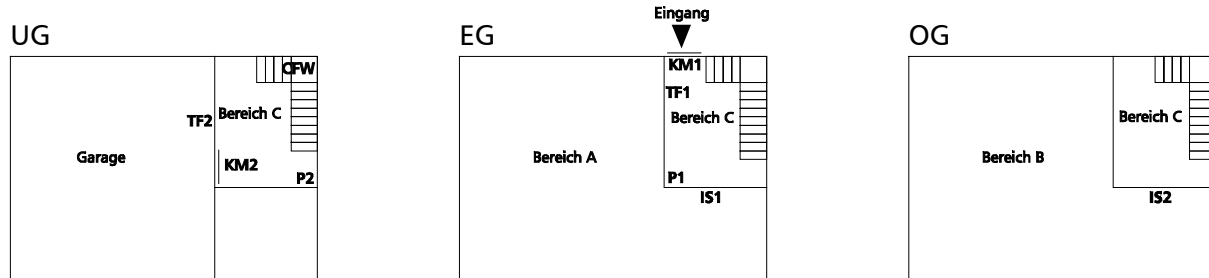 UG
CFW
Bereich C
TF2
Garage
KM2
P2
Eingang
EG
KM1
TF1
Bereich C
Bereich A
P1
IS1
OG
Bereich C
Bereich B
IS2